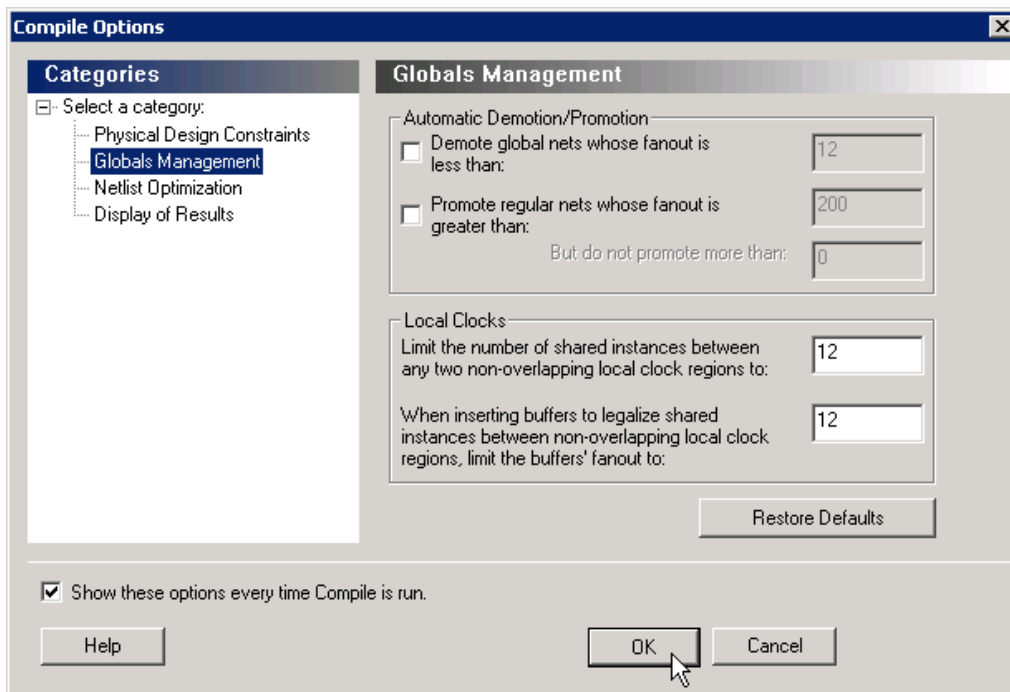 Compile Options
Categories
Select a category:
Physical Design Constraints
Globals Management
Netlist Optimization
Display of Results
Globals Management
Automatic Demotion/Promotion
Demote global nets whose fanout is
less than:
12
Promote regular nets whose fanout is
greater than:
200
But do not promote more than:
0
Local Clocks
Limit the number of shared instances between
any two non-overlapping local clock regions to:
12
When inserting buffers to legalize shared
instances between non-overlapping local clock
regions, limit the buffers' fanout to:
12
Restore Defaults
Show these options every time Compile is run.
Help
OK
Cancel